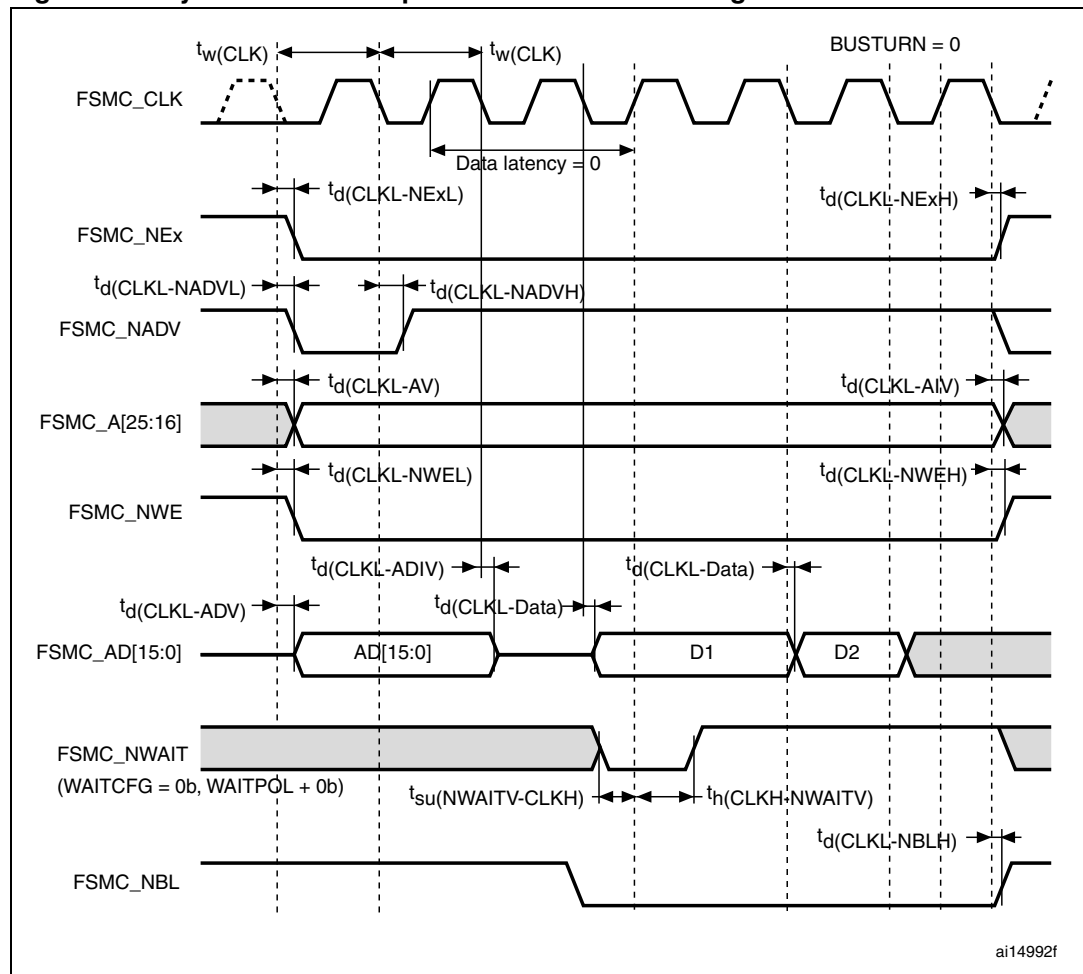 tw(CLK) tw(CLK) BUSTURN = 0
FSMC_CLK
Data latency = 0
td(CLKL-NExL) td(CLKL-NExH)
FSMC_NEx
td(CLKL-NADVL) td(CLKL-NADVH)
FSMC_NADV
td(CLKL-AV) td(CLKL-AIV)
FSMC_A[25:16]
td(CLKL-NWEL) td(CLKL-NWEH)
FSMC_NWE
td(CLKL-ADIV) td(CLKL-Data)
td(CLKL-ADV) td(CLKL-Data)
FSMC_AD[15:0] AD[15:0] D1 D2
FSMC_NWAIT
(WAITCFG = 0b, WAITPOL + 0b)
tsu(NWAITV-CLKH) th(CLKH-NWAITV)
td(CLKL-NBLH)
FSMC_NBL
ai14992f